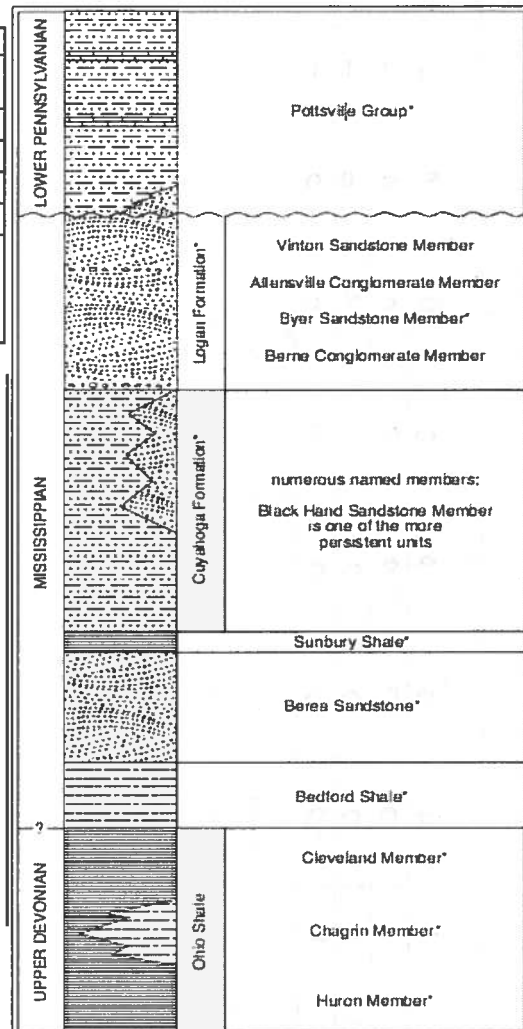 LOWER PENNSYLVANIAN
Pottsville Group*
MISSISSIPPIAN
Logan Formation*
Vinton Sandstone Member
Allensville Conglomerate Member
Byer Sandstone Member*
Berne Conglomerate Member
Cuyahoga Formation*
numerous named members;
Black Hand Sandstone Member
is one of the more
persistent units
Sunbury Shale*
Berea Sandstone*
Bedford Shale*
?
UPPER DEVONIAN
Ohio Shale
Cleveland Member*
Chagrin Member*
Huron Member*